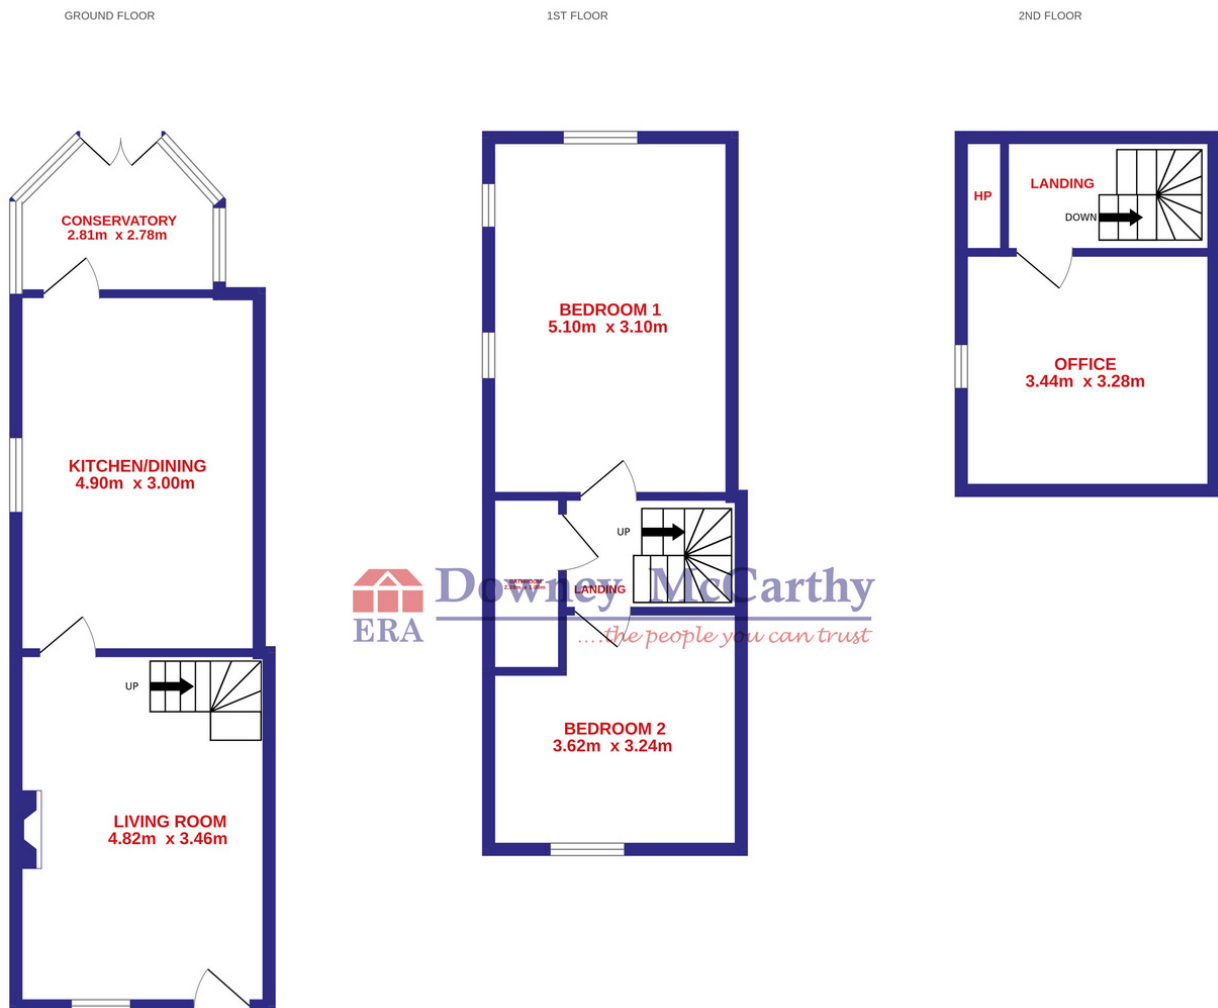 GROUND FLOOR
1ST FLOOR
2ND FLOOR
CONSERVATORY
2.81m x 2.78m
KITCHEN/DINING
4.90m x 3.00m
UP
LIVING ROOM
4.82m x 3.46m
BEDROOM 1
5.10m x 3.10m
UP
BATHROOM
LANDING
BEDROOM 2
3.62m x 3.24m
HP
LANDING
DOWN
OFFICE
3.44m x 3.28m
ERA
Downey McCarthy
....the people you can trust